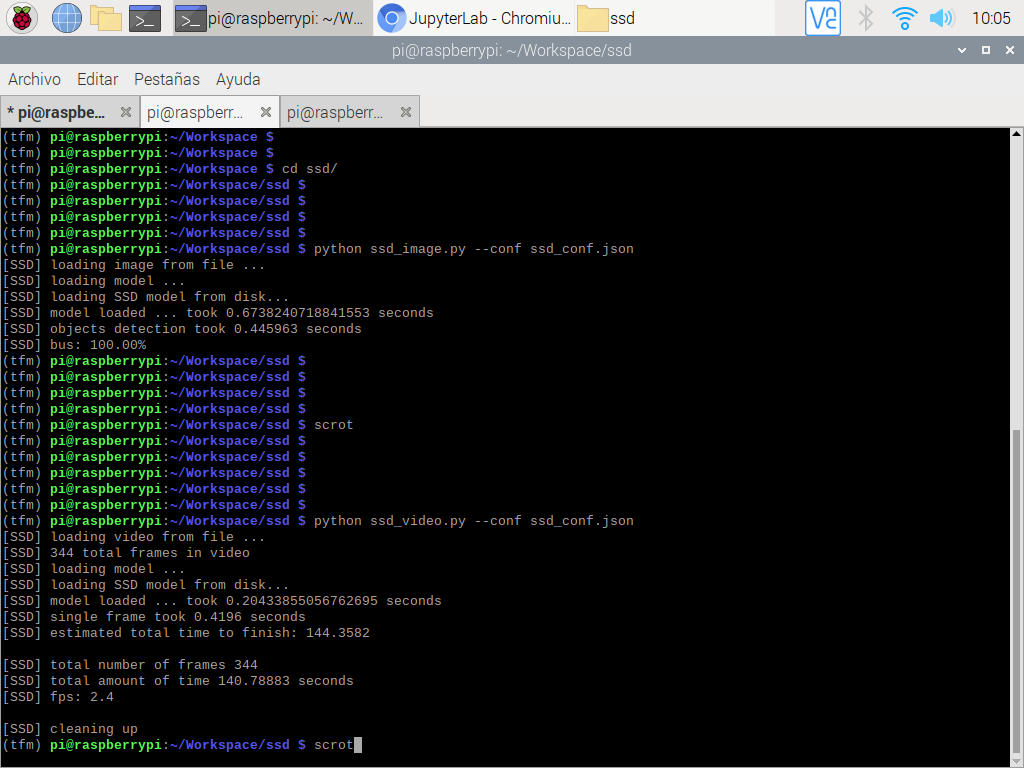 pi@raspberrypi: ~/W... JupyterLab - Chromiu... ssd 10:05
pi@raspberrypi: ~/Workspace/ssd
Archivo Editar Pestañas Ayuda
* pi@raspbe... pi@raspberr... pi@raspberr...
(tfm) pi@raspberrypi:~/Workspace $
(tfm) pi@raspberrypi:~/Workspace $
(tfm) pi@raspberrypi:~/Workspace $ cd ssd/
(tfm) pi@raspberrypi:~/Workspace/ssd $
(tfm) pi@raspberrypi:~/Workspace/ssd $
(tfm) pi@raspberrypi:~/Workspace/ssd $
(tfm) pi@raspberrypi:~/Workspace/ssd $
(tfm) pi@raspberrypi:~/Workspace/ssd $ python ssd_image.py --conf ssd_conf.json
[SSD] loading image from file ...
[SSD] loading model ...
[SSD] loading SSD model from disk...
[SSD] model loaded ... took 0.6738240718841553 seconds
[SSD] objects detection took 0.445963 seconds
[SSD] bus: 100.00%
(tfm) pi@raspberrypi:~/Workspace/ssd $
(tfm) pi@raspberrypi:~/Workspace/ssd $
(tfm) pi@raspberrypi:~/Workspace/ssd $
(tfm) pi@raspberrypi:~/Workspace/ssd $
(tfm) pi@raspberrypi:~/Workspace/ssd $ scrot
(tfm) pi@raspberrypi:~/Workspace/ssd $
(tfm) pi@raspberrypi:~/Workspace/ssd $
(tfm) pi@raspberrypi:~/Workspace/ssd $
(tfm) pi@raspberrypi:~/Workspace/ssd $
(tfm) pi@raspberrypi:~/Workspace/ssd $
(tfm) pi@raspberrypi:~/Workspace/ssd $ python ssd_video.py --conf ssd_conf.json
[SSD] loading video from file ...
[SSD] 344 total frames in video
[SSD] loading model ...
[SSD] loading SSD model from disk...
[SSD] model loaded ... took 0.20433855056762695 seconds
[SSD] single frame took 0.4196 seconds
[SSD] estimated total time to finish: 144.3582
[SSD] total number of frames 344
[SSD] total amount of time 140.78883 seconds
[SSD] fps: 2.4
[SSD] cleaning up
(tfm) pi@raspberrypi:~/Workspace/ssd $ scrot